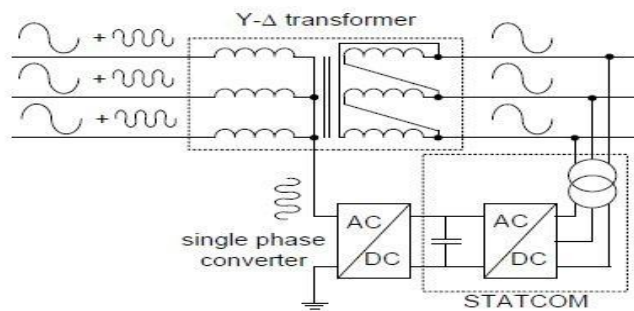 Y-Δ transformer
+
+
+
single phase
converter
AC
DC
AC
DC
STATCOM